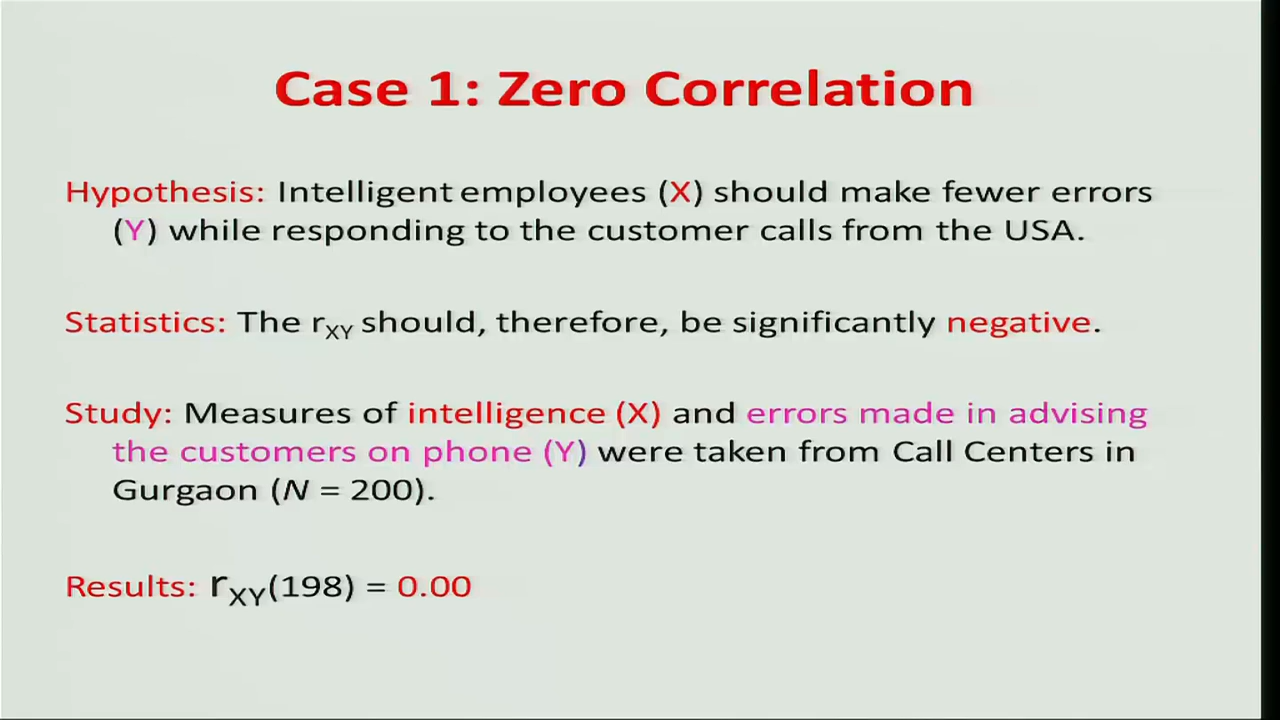 Case 1: Zero Correlation
Hypothesis: Intelligent employees (X) should make fewer errors
(Y) while responding to the customer calls from the USA.
Statistics: The rXY should, therefore, be significantly negative.
Study: Measures of intelligence (X) and errors made in advising
the customers on phone (Y) were taken from Call Centers in
Gurgaon (N = 200).
Results: rXY(198) = 0.00